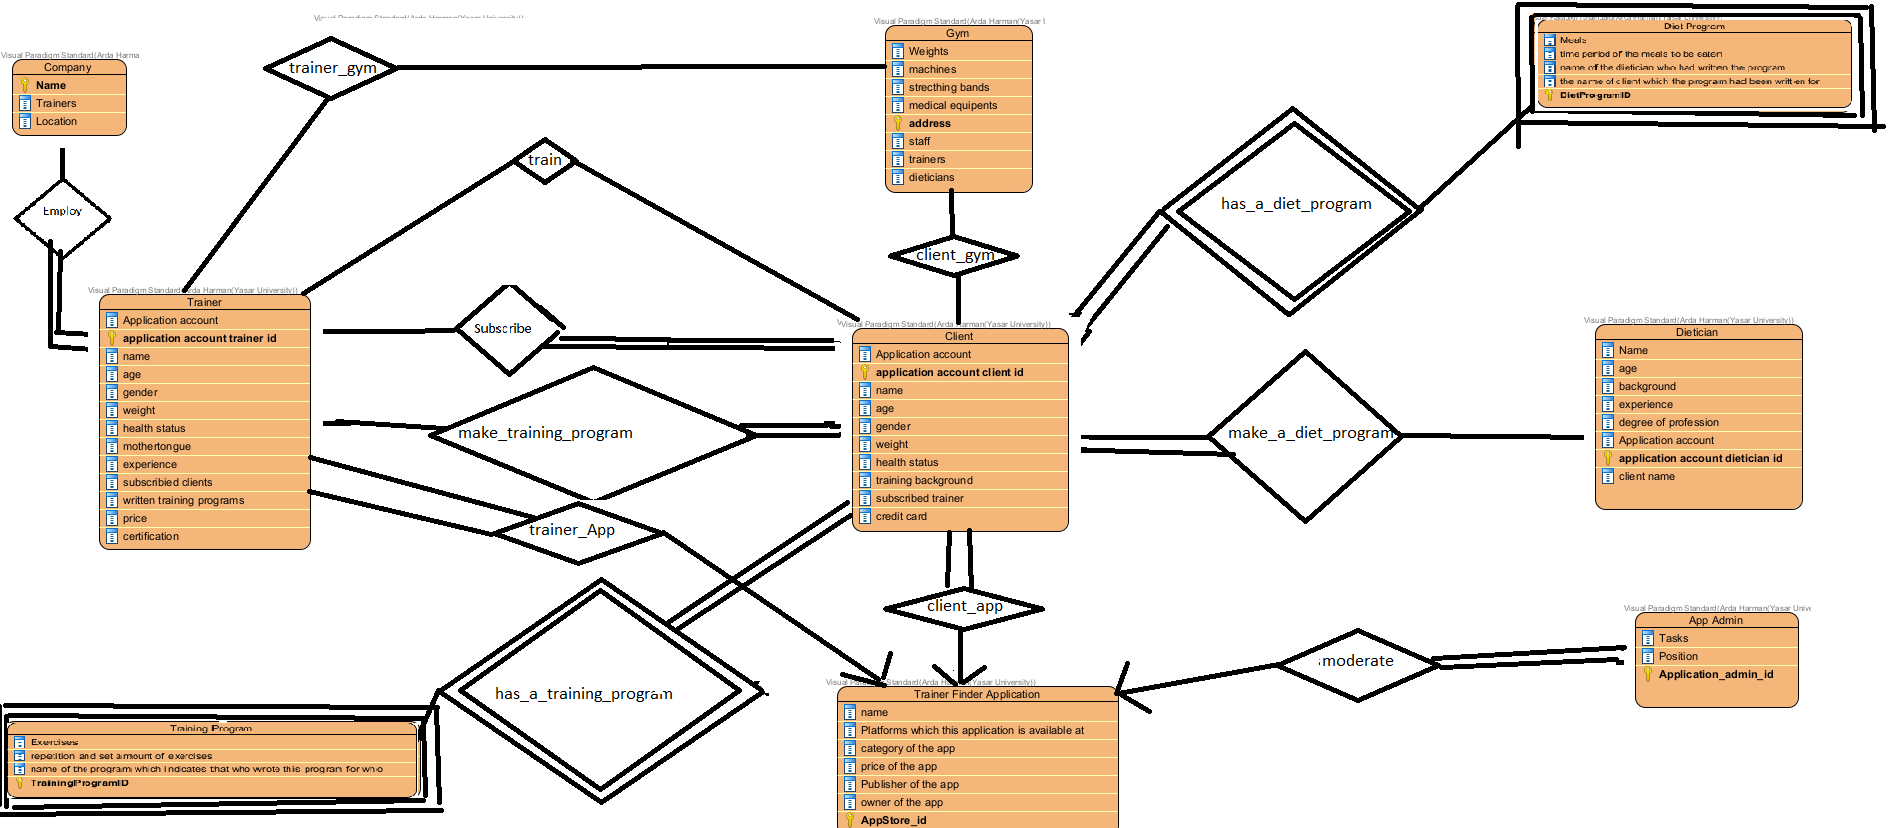 Visual Paradigm Standard(Arda Harman(Yasar University))
Visual Paradigm Standard(Arda Harman(Yasar U
Visual Paradigm Standard(Arda Harma
Company
Name
Trainers
Location
Employ
trainer_gym
Gym
Weights
machines
strecthing bands
medical equipents
address
staff
trainers
dieticians
Diet Program
Meals
time period of the meals to be eaten
name of the dietician who had written the program
the name of client which the program had been written for
DietProgramID
train
client_gym
has_a_diet_program
Visual Paradigm Standard(Arda Harman(Yasar University))
Trainer
Application account
application account trainer id
name
age
gender
weight
health status
mothertongue
experience
subscribied clients
written training programs
price
certification
Subscribe
make_training_program
trainer_App
Visual Paradigm Standard(Arda Harman(Yasar University))
Client
Application account
application account client id
name
age
gender
weight
health status
training background
subscribed trainer
credit card
make_a_diet_program
Visual Paradigm Standard(Arda Harman(Yasar University))
Dietician
Name
age
background
experience
degree of profession
Application account
application account dietician id
client name
client_app
has_a_training_program
moderate
Visual Paradigm Standard(Arda Harman(Yasar Unive
App Admin
Tasks
Position
Application_admin_id
Training Program
Exercises
repetition and set amount of exercises
name of the program which indicates that who wrote this program for who
TrainingProgramID
Visual Paradigm Standard(Arda Harman(Yasar University))
Trainer Finder Application
name
Platforms which this application is available at
category of the app
price of the app
Publisher of the app
owner of the app
AppStore_id